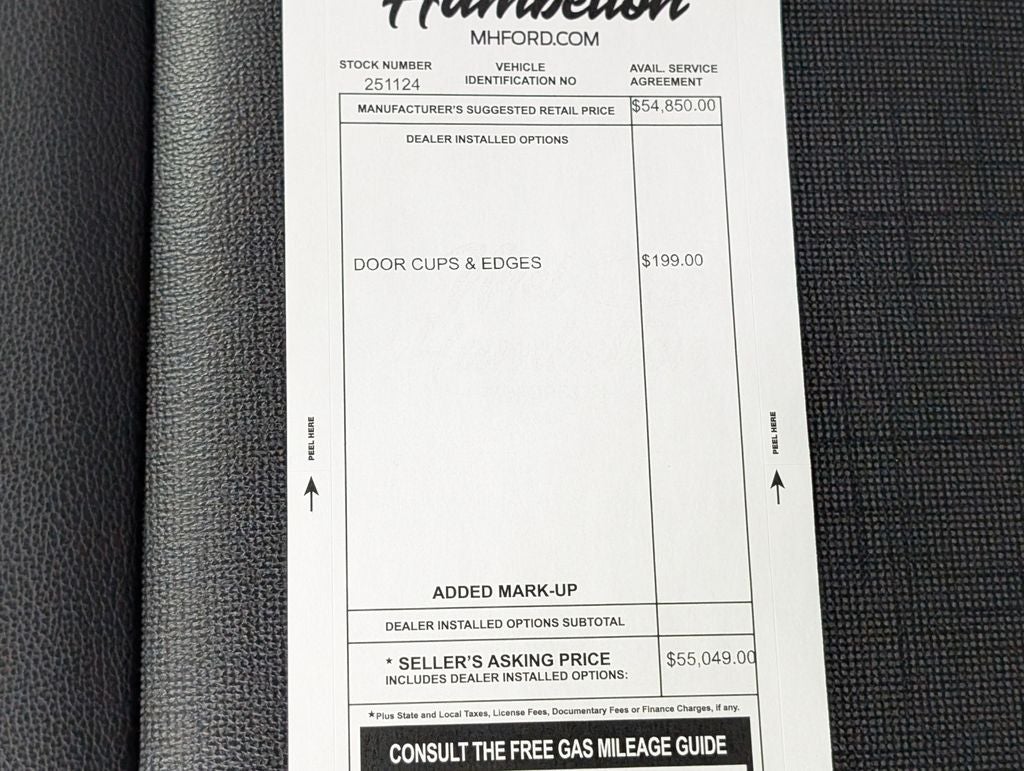 Hambelton
MHFORD.COM
STOCK NUMBER
251124
VEHICLE
IDENTIFICATION NO
AVAIL. SERVICE
AGREEMENT
MANUFACTURER'S SUGGESTED RETAIL PRICE $54,850.00
DEALER INSTALLED OPTIONS
DOOR CUPS & EDGES $199.00
PEEL HERE
PEEL HERE
ADDED MARK-UP
DEALER INSTALLED OPTIONS SUBTOTAL
* SELLER'S ASKING PRICE $55,049.00
INCLUDES DEALER INSTALLED OPTIONS:
*Plus State and Local Taxes, License Fees, Documentary Fees or Finance Charges, if any.
CONSULT THE FREE GAS MILEAGE GUIDE